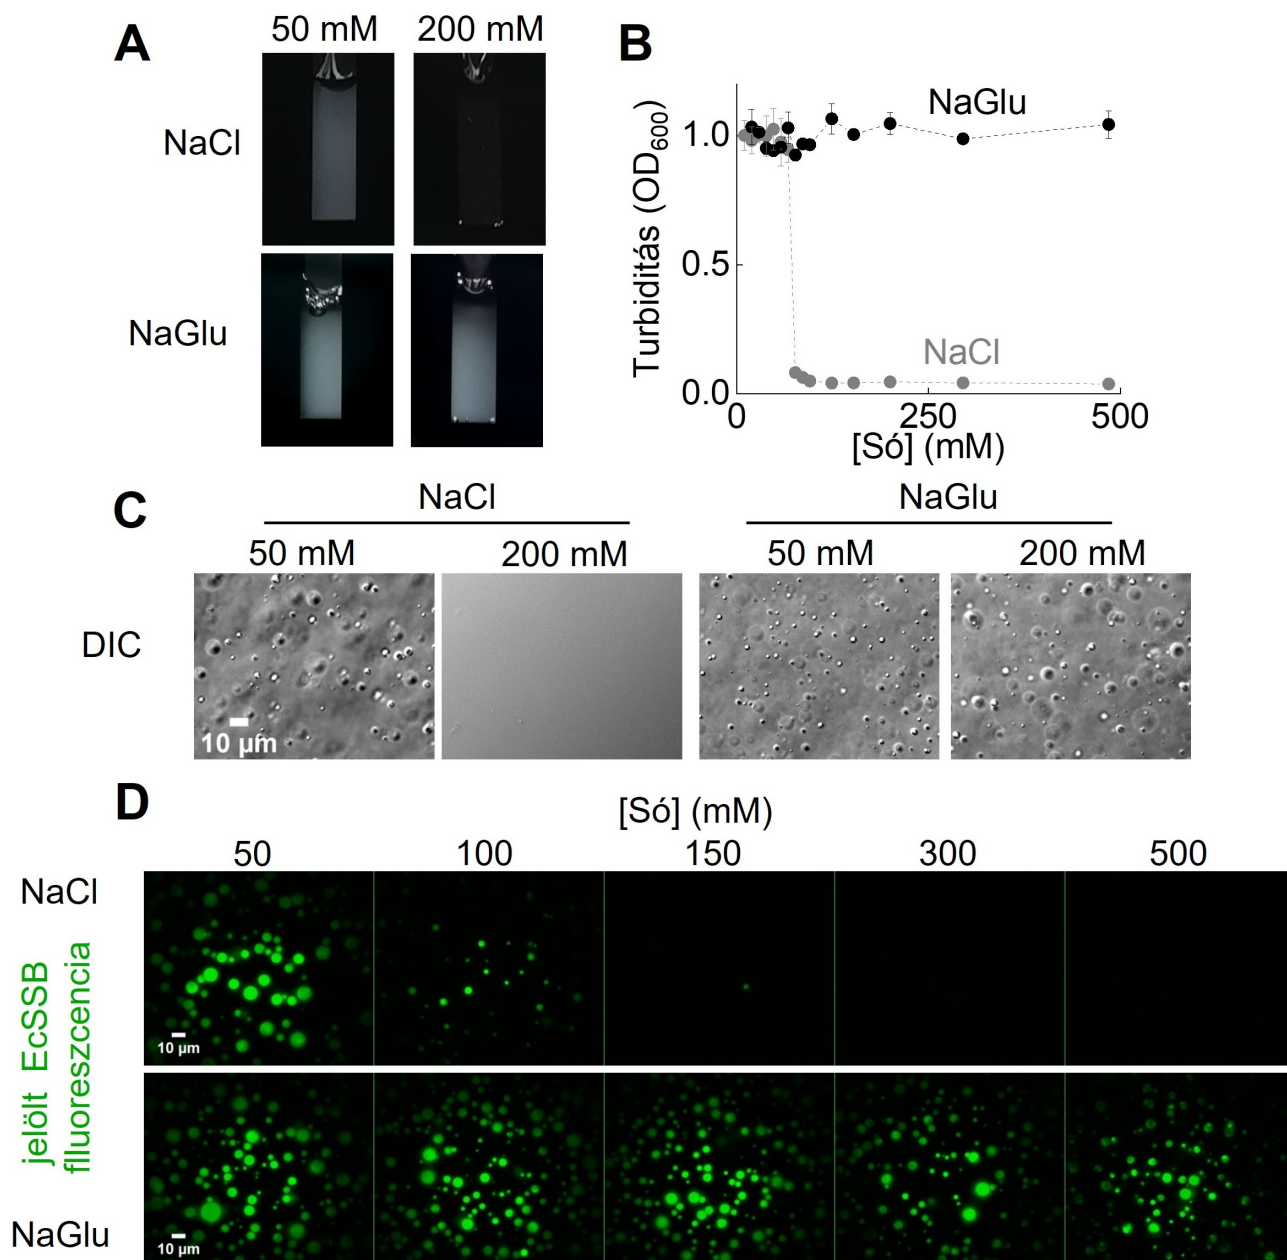 A
50 mM 200 mM
NaCl
NaGlu
B
Turbiditás (OD600)
1.0
0.5
0.0
NaGlu
NaCl
0 250 500
[Só] (mM)
C
NaCl NaGlu
50 mM 200 mM 50 mM 200 mM
DIC
10 µm
D
[Só] (mM)
50 100 150 300 500
NaCl
jelölt EcSSB
flluoreszcencia
10 µm
NaGlu
10 µm